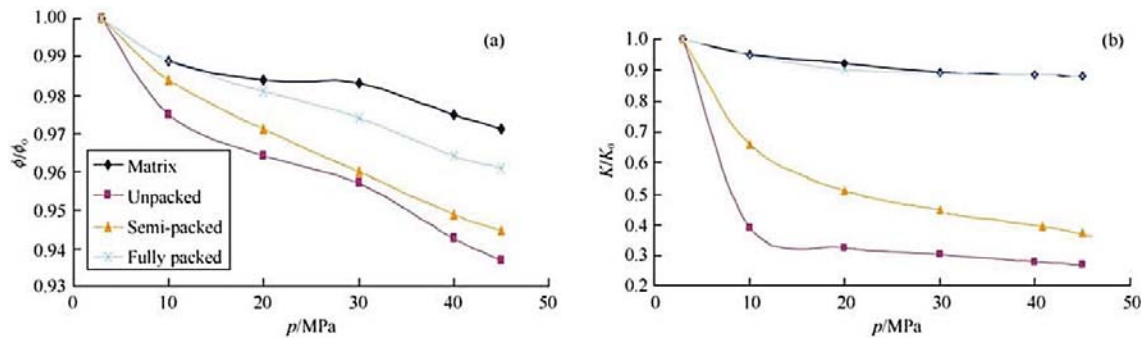 (a)
1.00
0.99
0.98
0.97
0.96
0.95
0.94
0.93
ϕ/ϕ₀
Matrix
Unpacked
Semi-packed
Fully packed
0 10 20 30 40 50
p/MPa
(b)
1.0
0.9
0.8
0.7
0.6
0.5
0.4
0.3
0.2
K/K₀
0 10 20 30 40 50
p/MPa